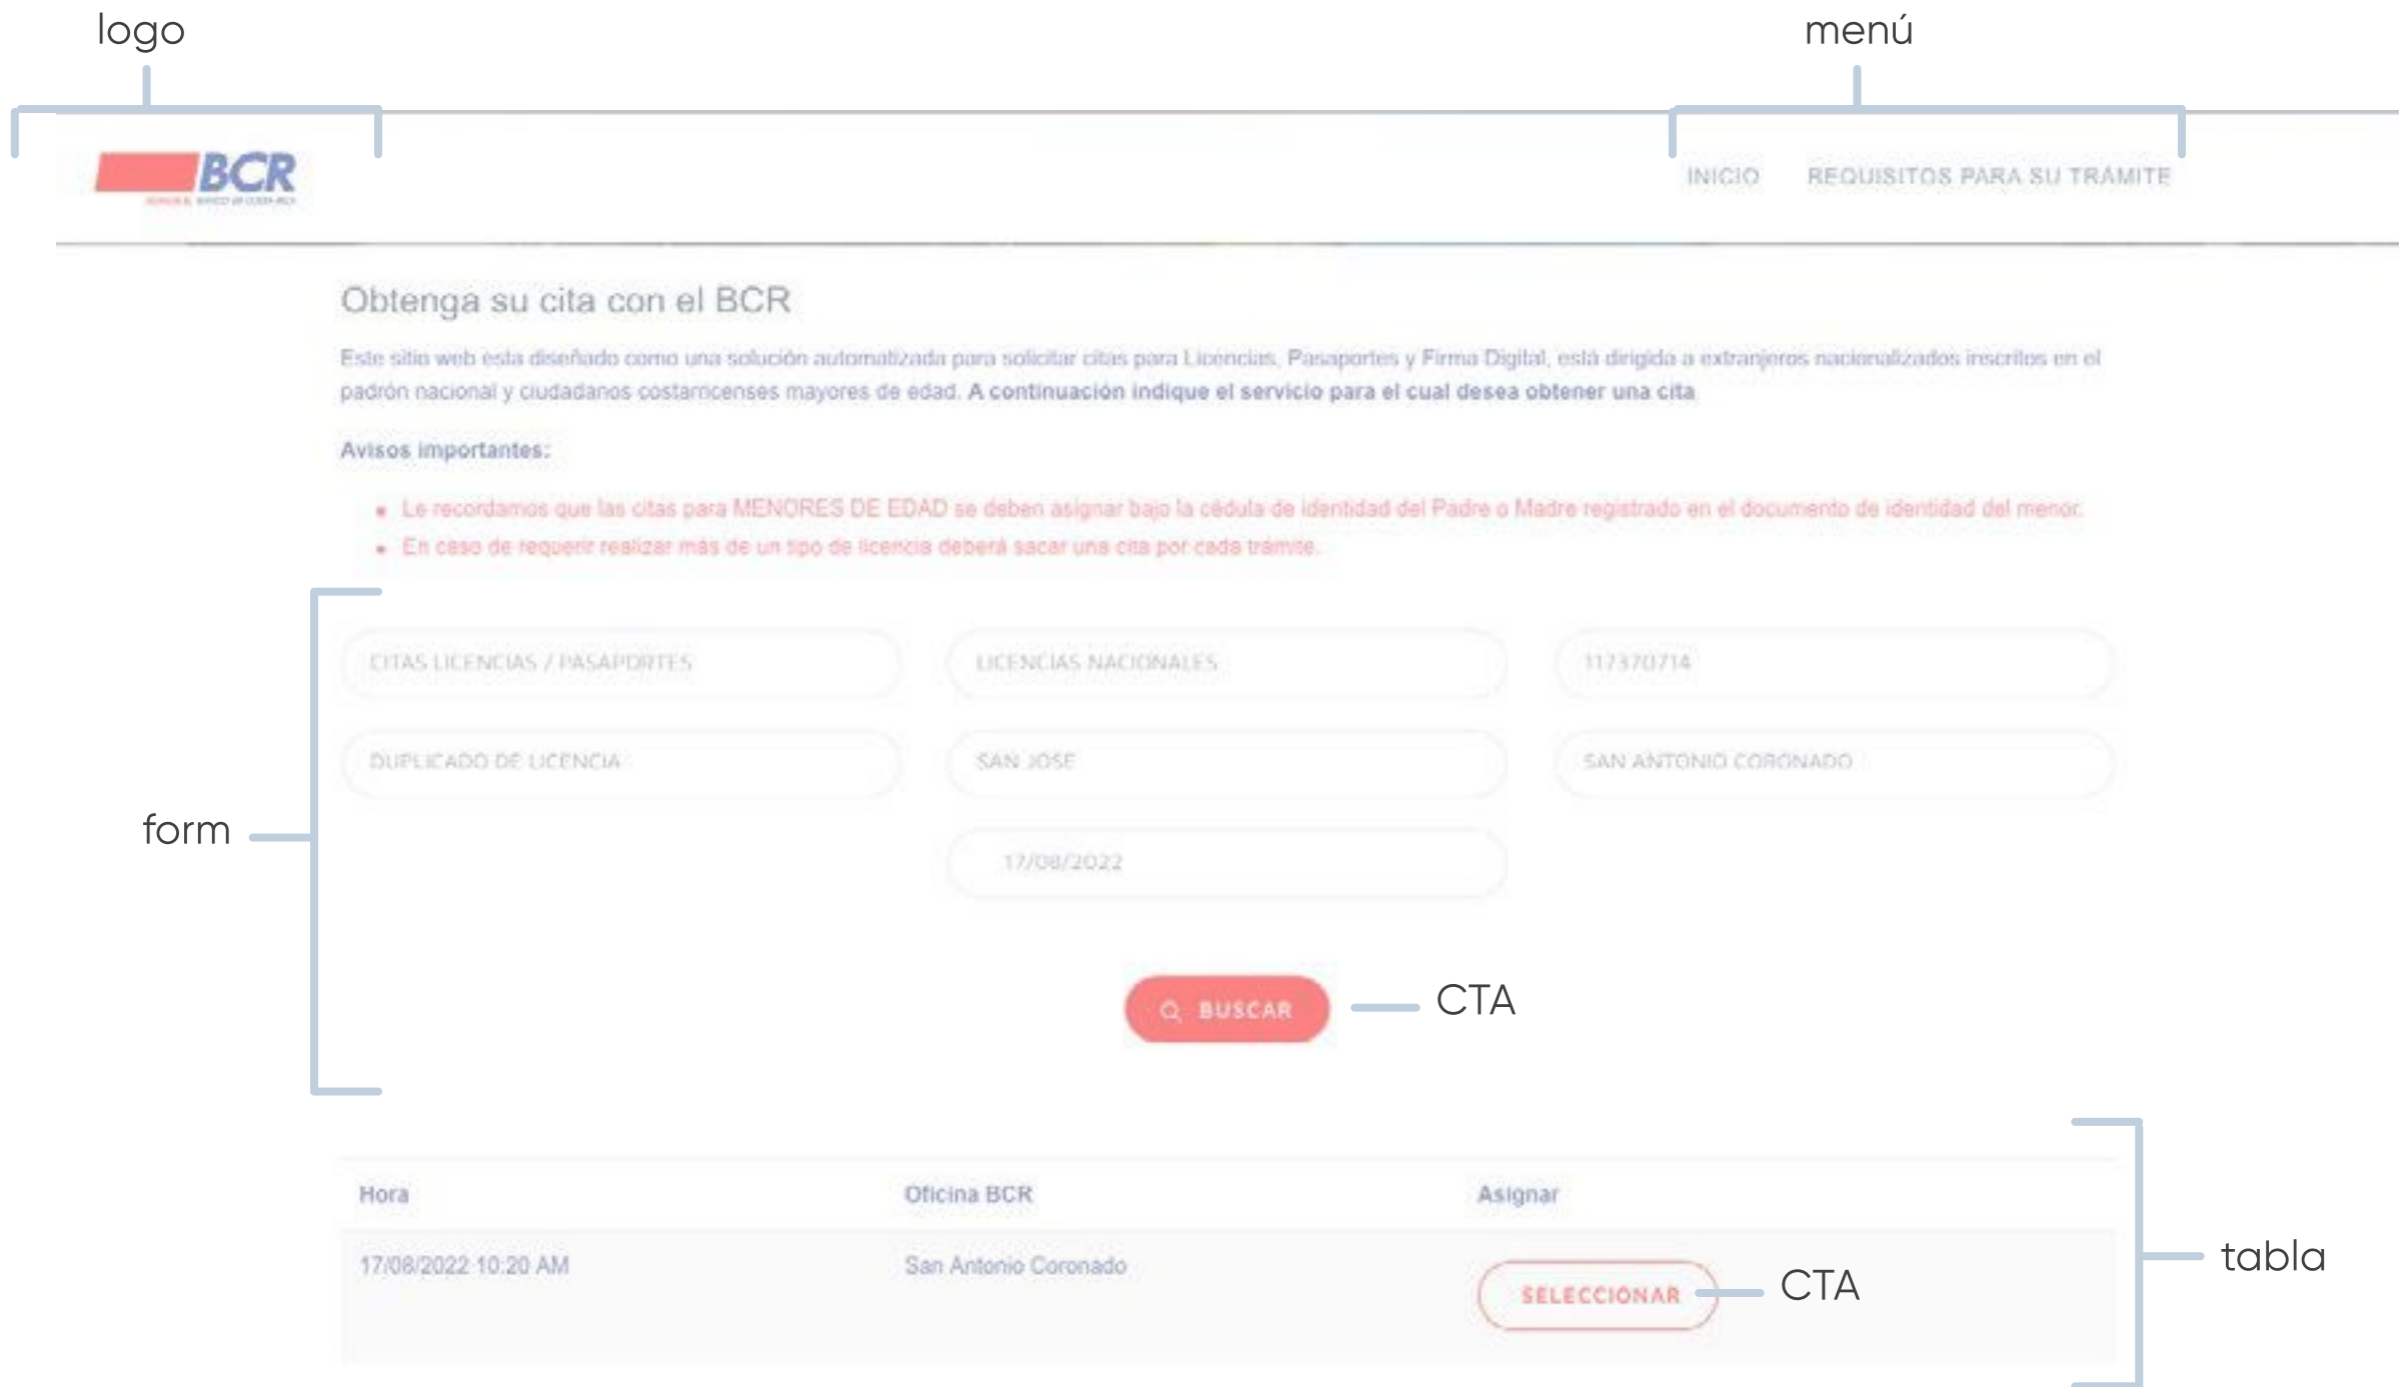 logo
menú
BCR
INICIO
REQUISITOS PARA SU TRÁMITE
Obtenga su cita con el BCR
Este sitio web esta diseñado como una solución automatizada para solicitar citas para Licencias, Pasaportes y Firma Digital, está dirigida a extranjeros nacionalizados inscritos en el
padrón nacional y ciudadanos costarricenses mayores de edad. A continuación indique el servicio para el cual desea obtener una cita
Avisos importantes:
• Le recordamos que las citas para MENORES DE EDAD se deben asignar bajo la cédula de identidad del Padre o Madre registrado en el documento de identidad del menor.
• En caso de requerir realizar más de un tipo de licencia deberá sacar una cita por cada trámite.
form
CITAS LICENCIAS / PASAPORTES
LICENCIAS NACIONALES
117370714
DUPLICADO DE LICENCIA
SAN JOSE
SAN ANTONIO CORONADO
17/08/2022
BUSCAR
CTA
Hora
Oficina BCR
Asignar
17/08/2022 10:20 AM
San Antonio Coronado
SELECCIONAR
CTA
tabla